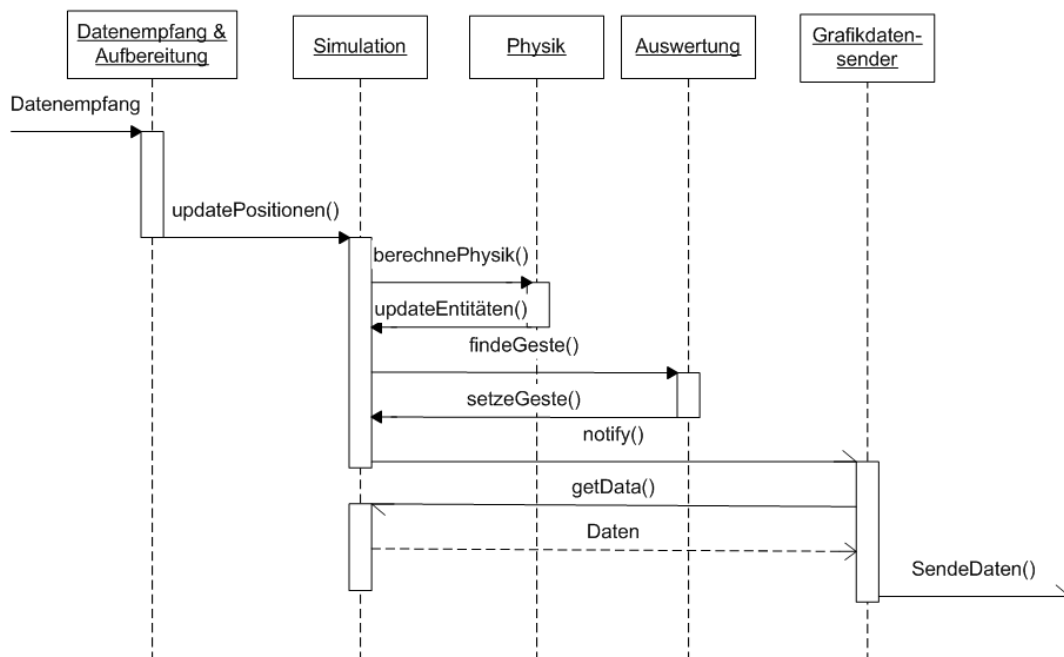 Datenempfang &
Aufbereitung
Simulation
Physik
Auswertung
Grafikdaten-
sender
Datenempfang
updatePositionen()
berechnePhysik()
updateEntitäten()
findeGeste()
setzeGeste()
notify()
getData()
Daten
SendeDaten()